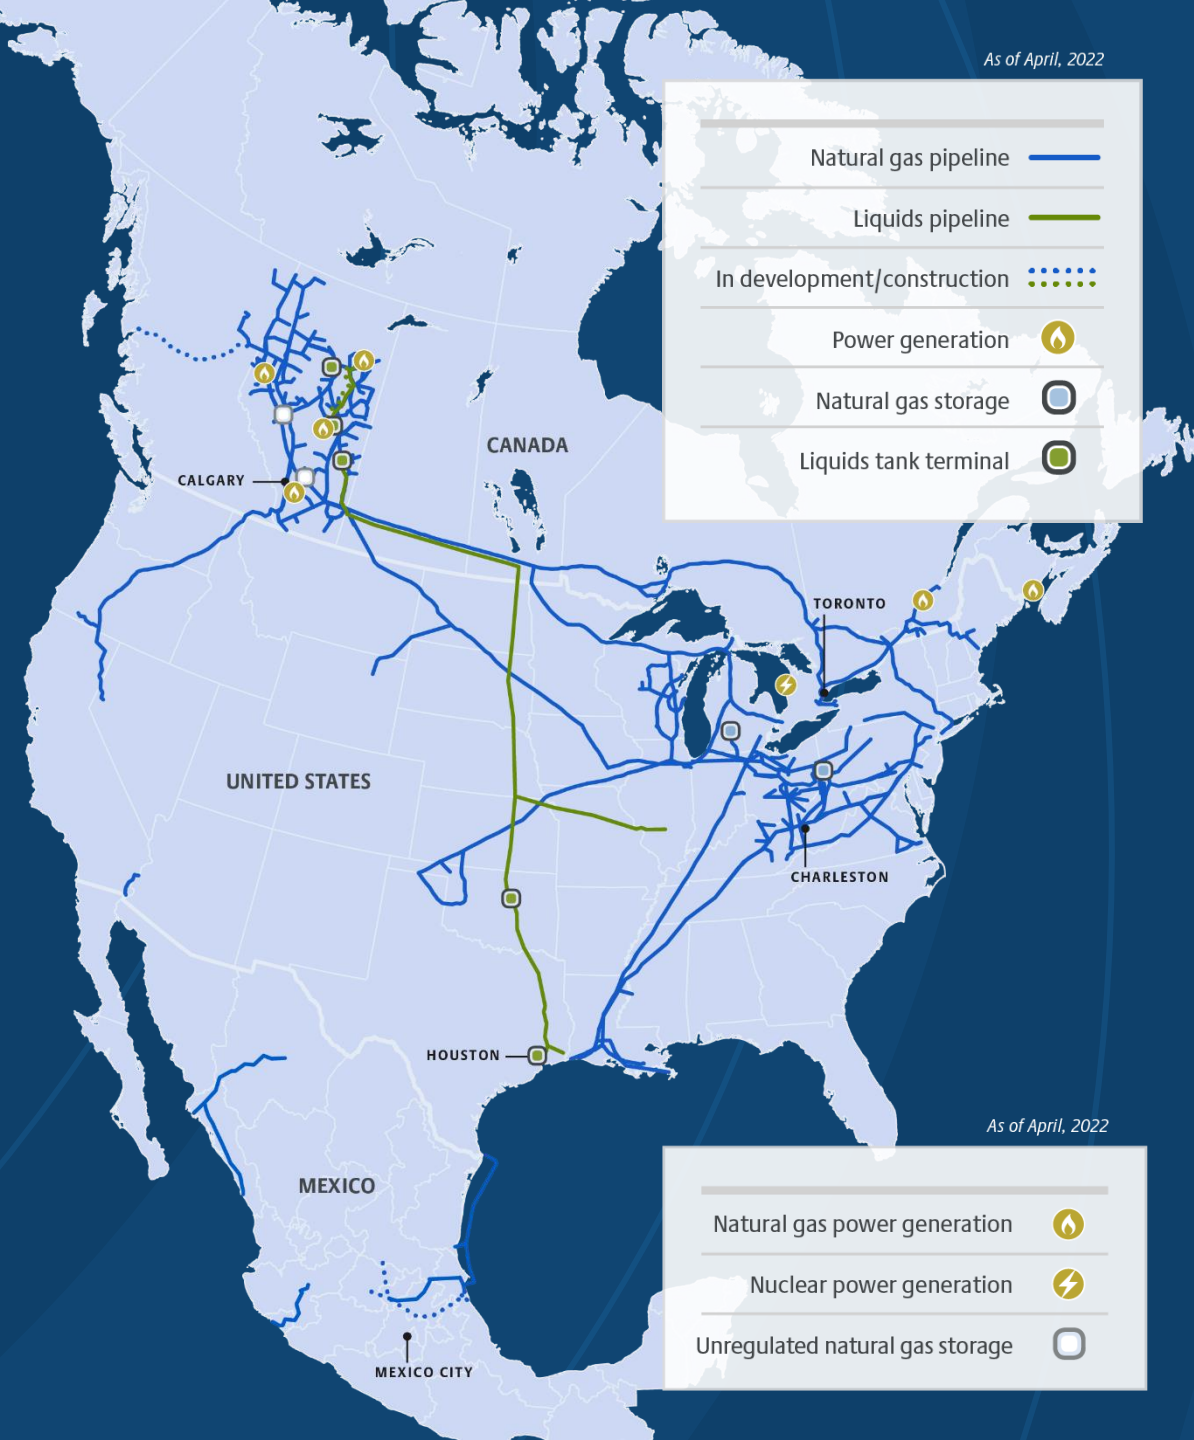 As of April, 2022
Natural gas pipeline
Liquids pipeline
In development/construction
Power generation
Natural gas storage
Liquids tank terminal
CANADA
CALGARY
TORONTO
UNITED STATES
CHARLESTON
HOUSTON
As of April, 2022
MEXICO
Natural gas power generation
Nuclear power generation
Unregulated natural gas storage
MEXICO CITY